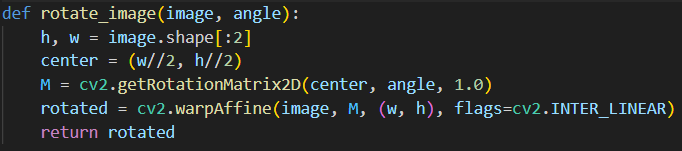 def rotate_image(image, angle):
    h, w = image.shape[:2]
    center = (w//2, h//2)
    M = cv2.getRotationMatrix2D(center, angle, 1.0)
    rotated = cv2.warpAffine(image, M, (w, h), flags=cv2.INTER_LINEAR)
    return rotated